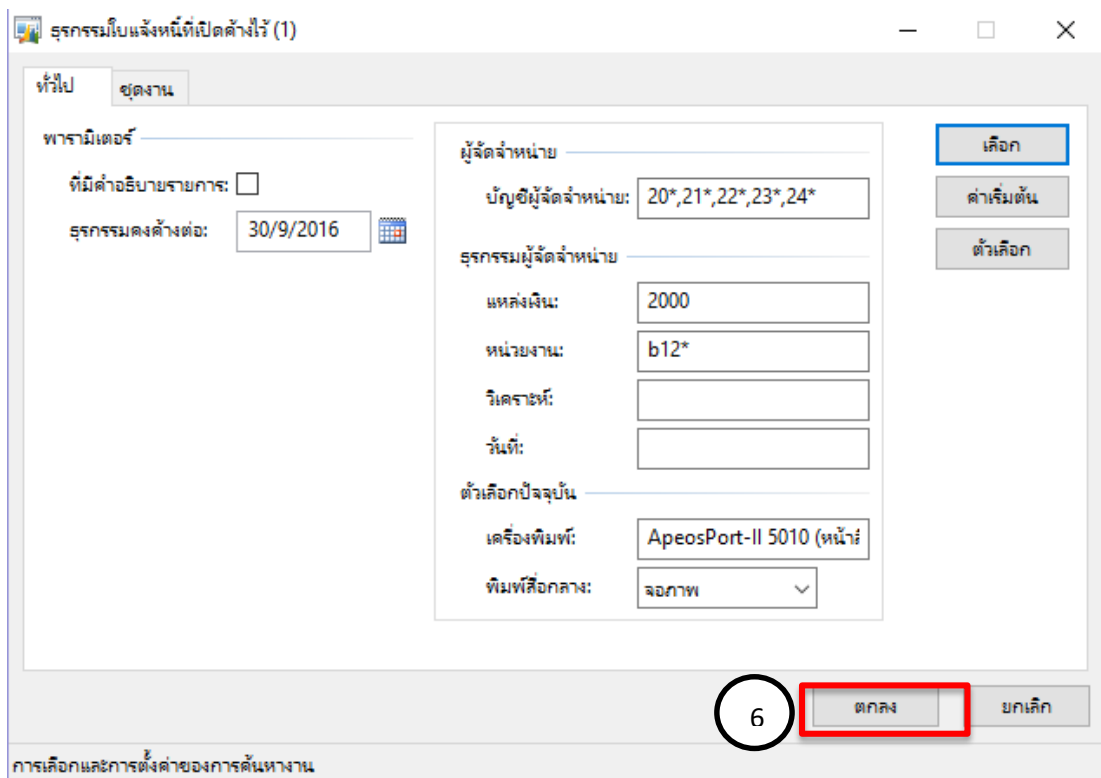 ธุรกรรมใบแจ้งหนี้ที่เปิดค้างไว้ (1)
ทั่วไป
ชุดงาน
พารามิเตอร์
ที่มีคำอธิบายรายการ:
ธุรกรรมคงค้างต่อ: 30/9/2016
ผู้จัดจำหน่าย
บัญชีผู้จัดจำหน่าย: 20*,21*,22*,23*,24*
ธุรกรรมผู้จัดจำหน่าย
แหล่งเงิน: 2000
หน่วยงาน: b12*
วิเคราะห์:
วันที่:
ตัวเลือกปัจจุบัน
เครื่องพิมพ์: ApeosPort-II 5010
พิมพ์สื่อกลาง: จอภาพ
เลือก
ค่าเริ่มต้น
ตัวเลือก
6
ตกลง
ยกเลิก
การเลือกและการตั้งค่าของการค้นหางาน